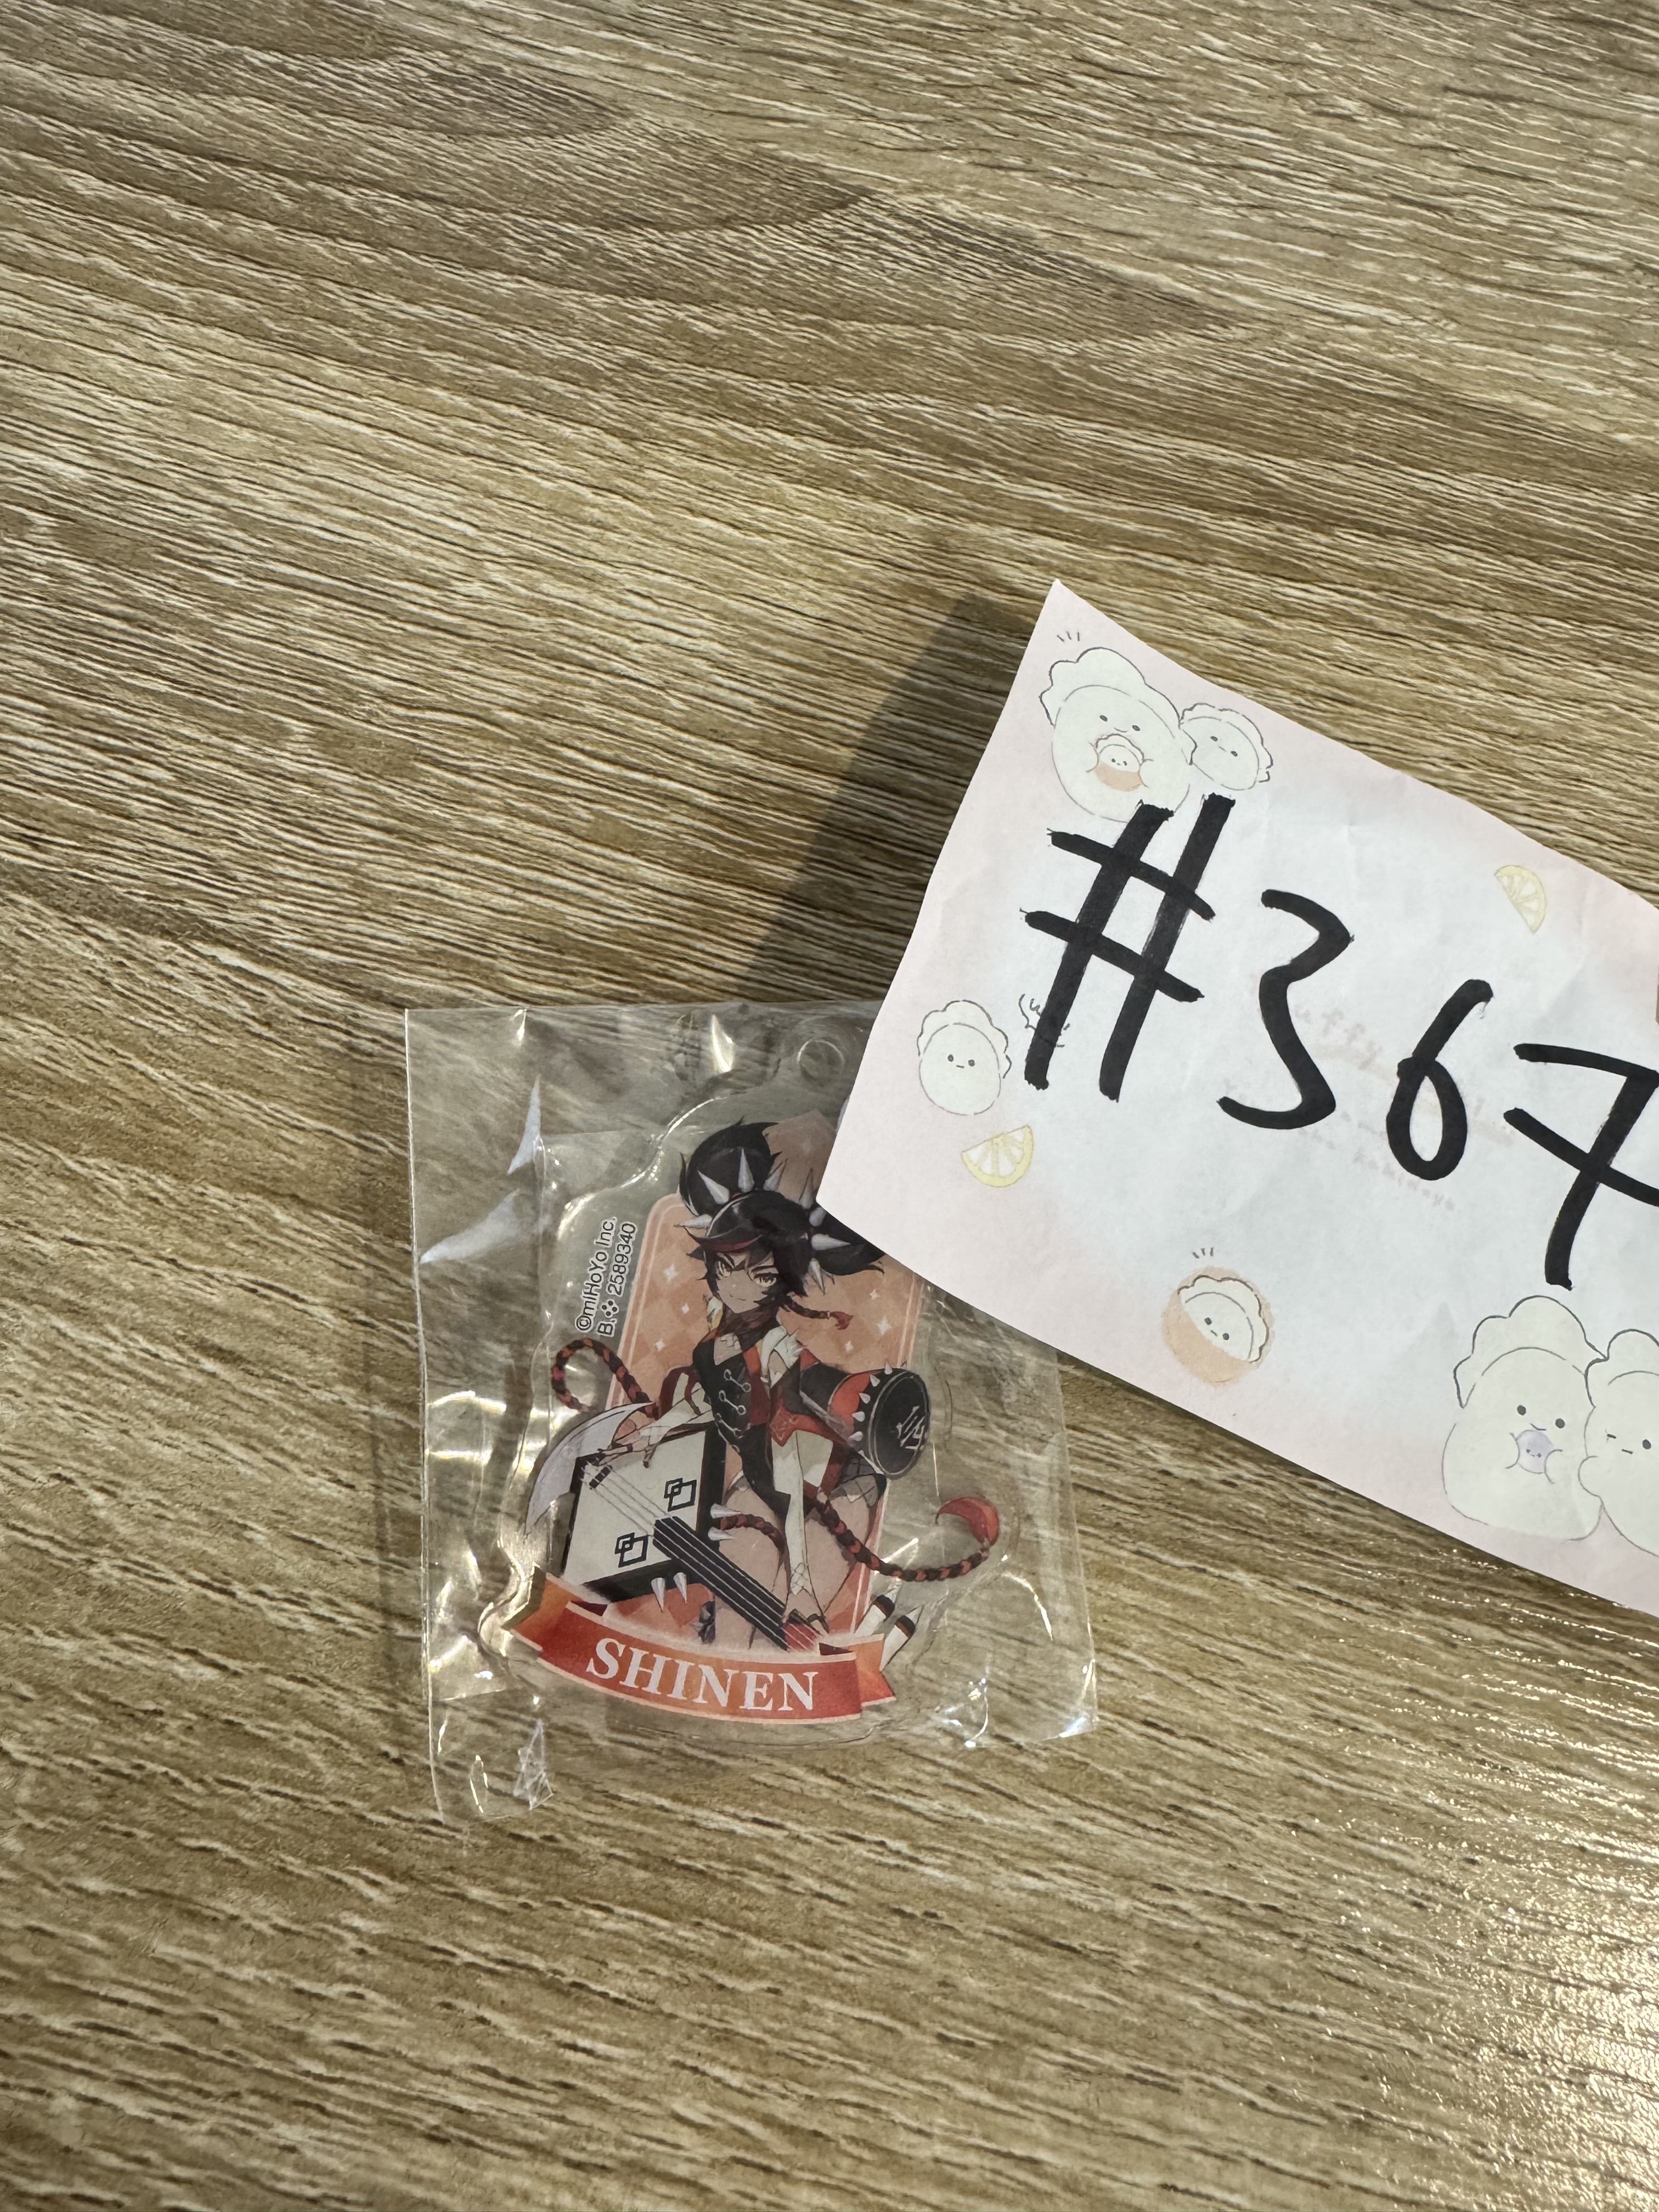 #367
©miHoYo Inc.
B. 2589340
SHINEN